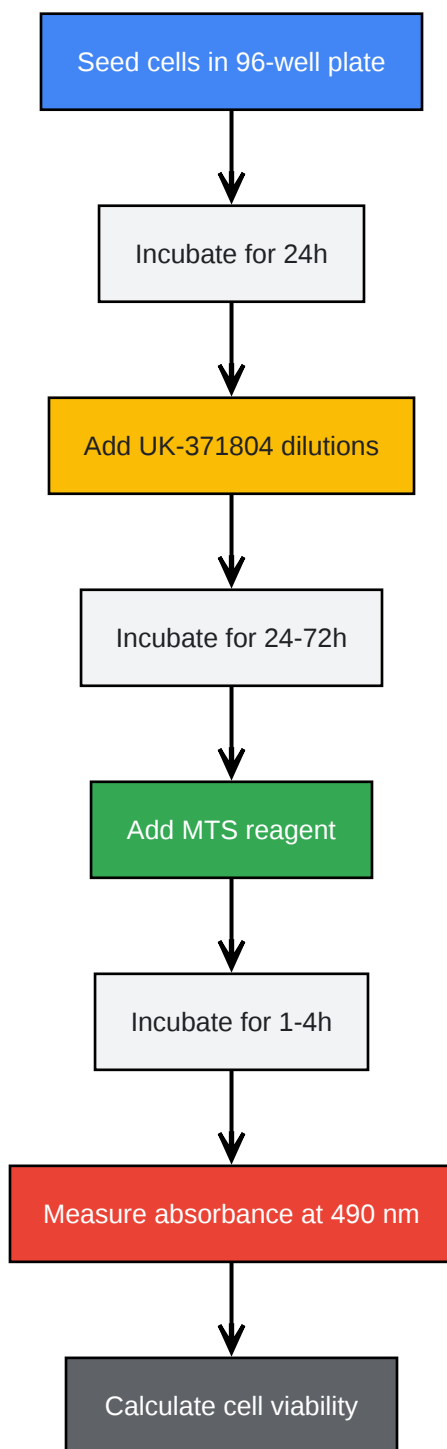 Seed cells in 96-well plate
Incubate for 24h
Add UK-371804 dilutions
Incubate for 24-72h
Add MTS reagent
Incubate for 1-4h
Measure absorbance at 490 nm
Calculate cell viability